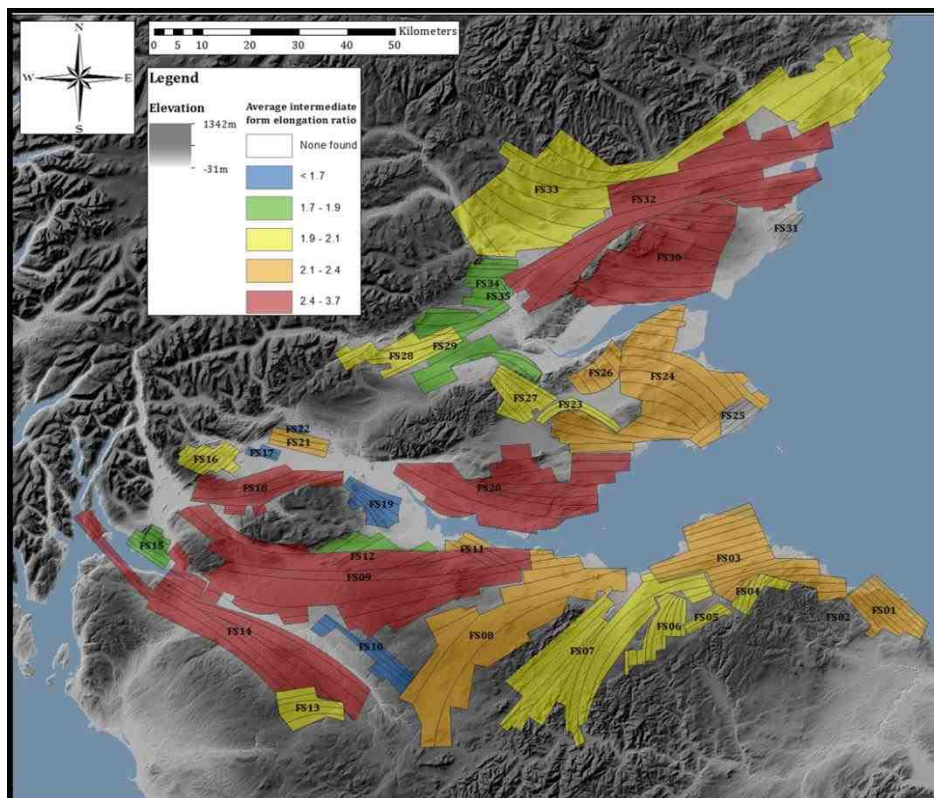 N
W E
S
Kilometers
0 5 10 20 30 40 50
Legend
Elevation
1342m
-31m
Average intermediate
form elongation ratio
None found
< 1.7
1.7 - 1.9
1.9 - 2.1
2.1 - 2.4
2.4 - 3.7
FS33
FS32
FS31
FS30
FS34
FS35
FS29
FS28
FS26
FS24
FS27
FS23
FS25
FS22
FS21
FS17
FS16
FS18
FS20
FS19
FS15
FS12
FS11
FS09
FS03
FS04
FS01
FS02
FS05
FS06
FS14
FS08
FS10
FS07
FS13